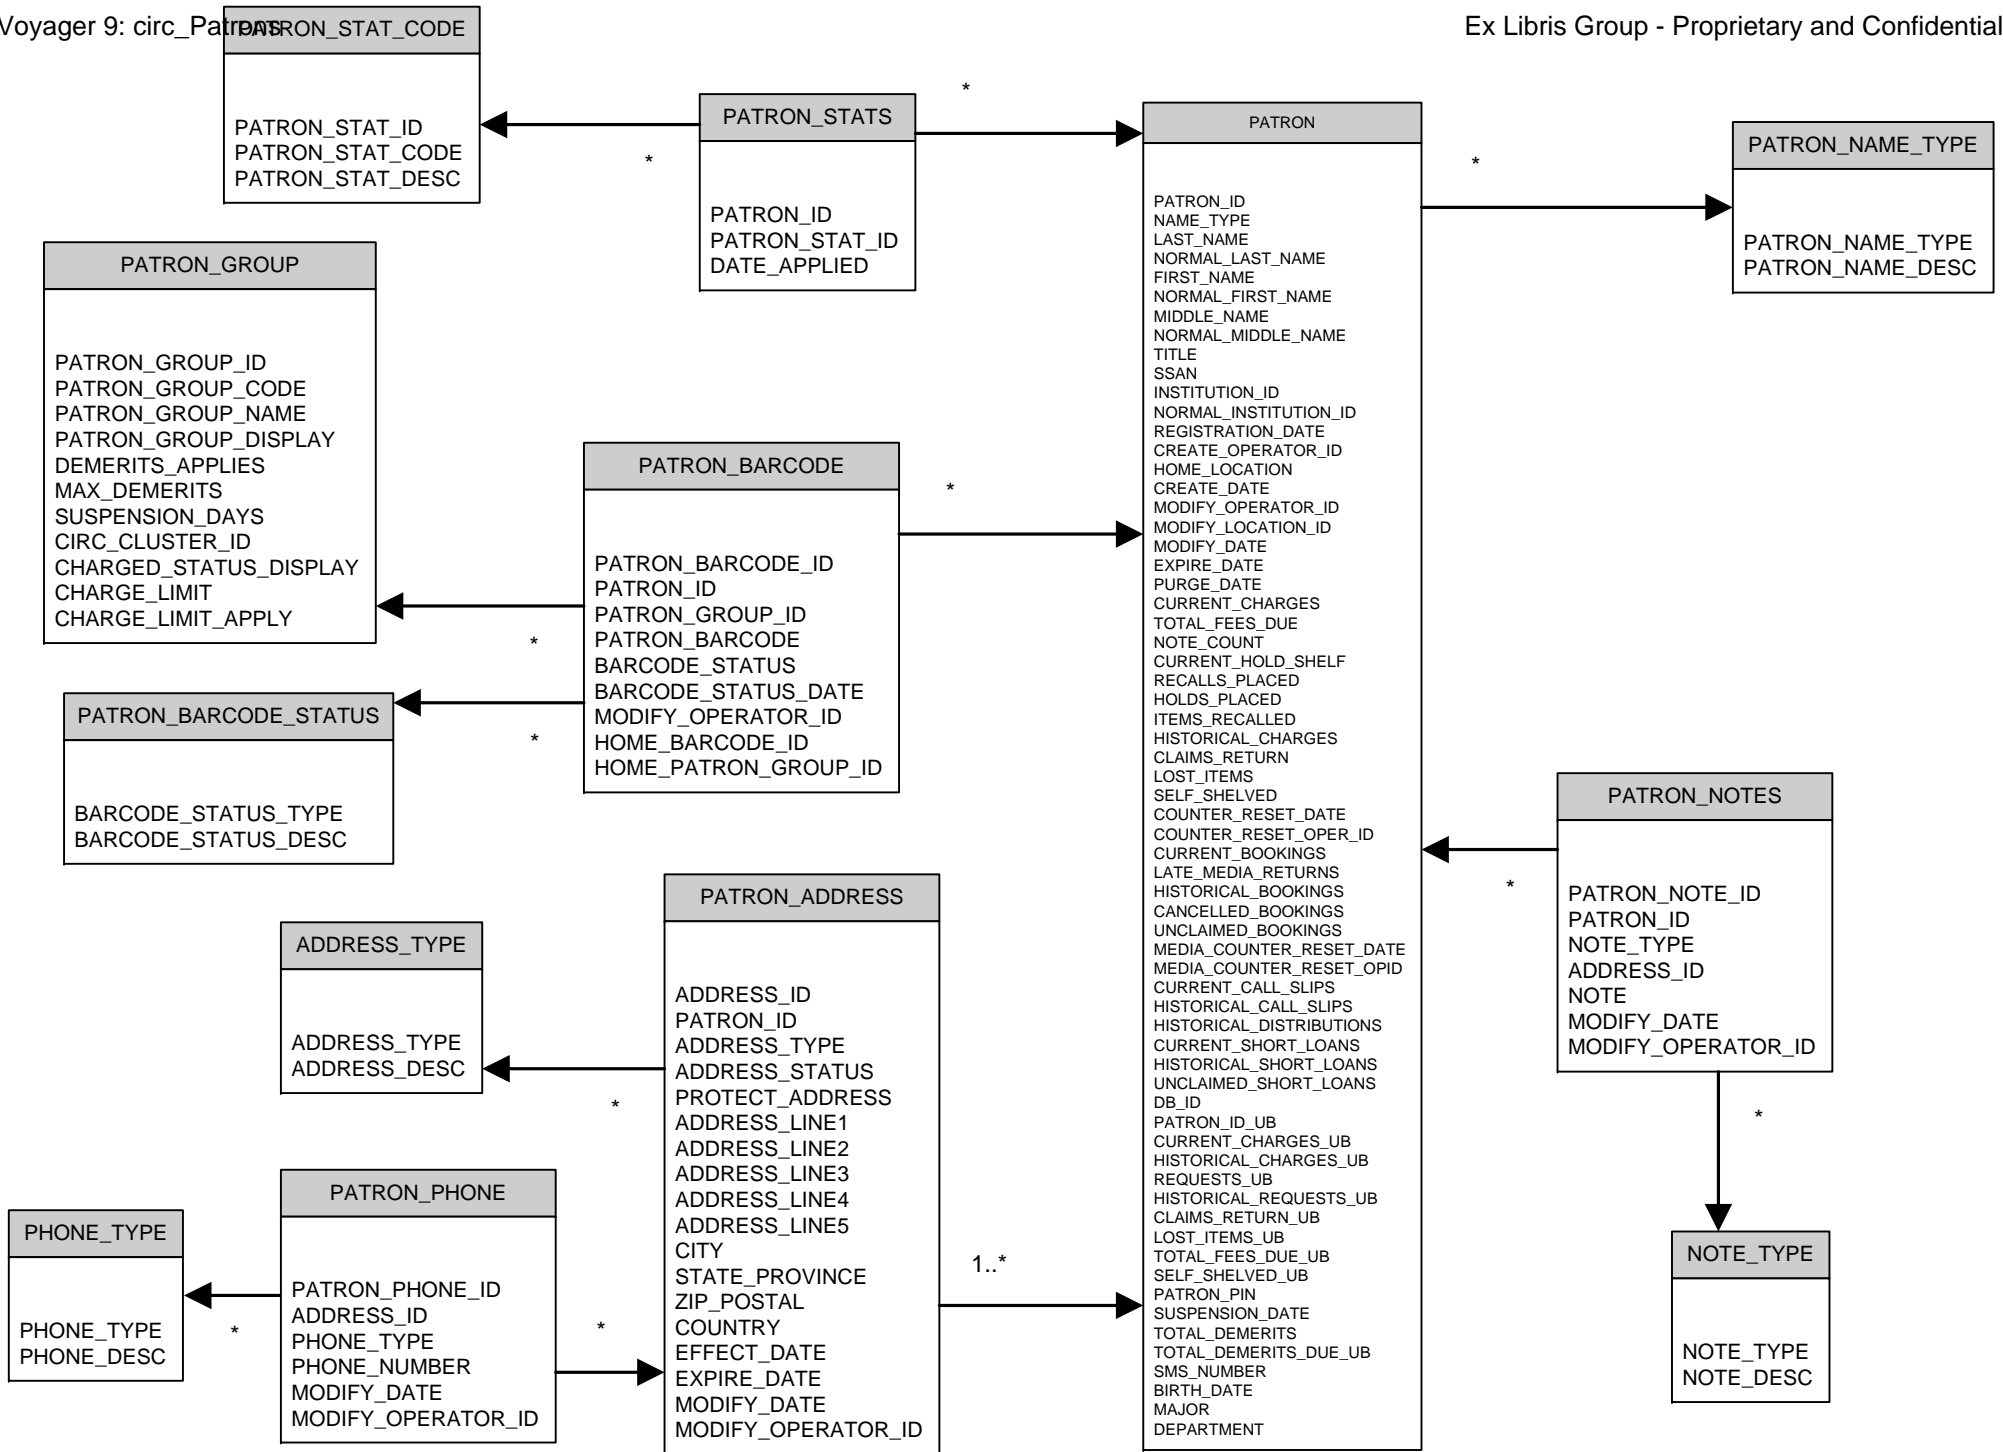 Voyager 9: circ_Patrons
Ex Libris Group - Proprietary and Confidential
PATRON_STAT_CODE
PATRON_STAT_ID
PATRON_STAT_CODE
PATRON_STAT_DESC
*
*
PATRON_STATS
PATRON_ID
PATRON_STAT_ID
DATE_APPLIED
PATRON_GROUP
PATRON_GROUP_ID
PATRON_GROUP_CODE
PATRON_GROUP_NAME
PATRON_GROUP_DISPLAY
DEMERITS_APPLIES
MAX_DEMERITS
SUSPENSION_DAYS
CIRC_CLUSTER_ID
CHARGED_STATUS_DISPLAY
CHARGE_LIMIT
CHARGE_LIMIT_APPLY
*
PATRON_BARCODE
PATRON_BARCODE_ID
PATRON_ID
PATRON_GROUP_ID
PATRON_BARCODE
BARCODE_STATUS
BARCODE_STATUS_DATE
MODIFY_OPERATOR_ID
HOME_BARCODE_ID
HOME_PATRON_GROUP_ID
*
*
PATRON_BARCODE_STATUS
BARCODE_STATUS_TYPE
BARCODE_STATUS_DESC
ADDRESS_TYPE
ADDRESS_TYPE
ADDRESS_DESC
*
PATRON_ADDRESS
ADDRESS_ID
PATRON_ID
ADDRESS_TYPE
ADDRESS_STATUS
PROTECT_ADDRESS
ADDRESS_LINE1
ADDRESS_LINE2
ADDRESS_LINE3
ADDRESS_LINE4
ADDRESS_LINE5
CITY
STATE_PROVINCE
ZIP_POSTAL
COUNTRY
EFFECT_DATE
EXPIRE_DATE
MODIFY_DATE
MODIFY_OPERATOR_ID
1..*
PHONE_TYPE
PHONE_TYPE
PHONE_DESC
*
PATRON_PHONE
PATRON_PHONE_ID
ADDRESS_ID
PHONE_TYPE
PHONE_NUMBER
MODIFY_DATE
MODIFY_OPERATOR_ID
*
PATRON
PATRON_ID
NAME_TYPE
LAST_NAME
NORMAL_LAST_NAME
FIRST_NAME
NORMAL_FIRST_NAME
MIDDLE_NAME
NORMAL_MIDDLE_NAME
TITLE
SSAN
INSTITUTION_ID
NORMAL_INSTITUTION_ID
REGISTRATION_DATE
CREATE_OPERATOR_ID
HOME_LOCATION
CREATE_DATE
MODIFY_OPERATOR_ID
MODIFY_LOCATION_ID
MODIFY_DATE
EXPIRE_DATE
PURGE_DATE
CURRENT_CHARGES
TOTAL_FEES_DUE
NOTE_COUNT
CURRENT_HOLD_SHELF
RECALLS_PLACED
HOLDS_PLACED
ITEMS_RECALLED
HISTORICAL_CHARGES
CLAIMS_RETURN
LOST_ITEMS
SELF_SHELVED
COUNTER_RESET_DATE
COUNTER_RESET_OPER_ID
CURRENT_BOOKINGS
LATE_MEDIA_RETURNS
HISTORICAL_BOOKINGS
CANCELLED_BOOKINGS
UNCLAIMED_BOOKINGS
MEDIA_COUNTER_RESET_DATE
MEDIA_COUNTER_RESET_OPID
CURRENT_CALL_SLIPS
HISTORICAL_CALL_SLIPS
HISTORICAL_DISTRIBUTIONS
CURRENT_SHORT_LOANS
HISTORICAL_SHORT_LOANS
UNCLAIMED_SHORT_LOANS
DB_ID
PATRON_ID_UB
CURRENT_CHARGES_UB
HISTORICAL_CHARGES_UB
REQUESTS_UB
HISTORICAL_REQUESTS_UB
CLAIMS_RETURN_UB
LOST_ITEMS_UB
TOTAL_FEES_DUE_UB
SELF_SHELVED_UB
PATRON_PIN
SUSPENSION_DATE
TOTAL_DEMERITS
TOTAL_DEMERITS_DUE_UB
SMS_NUMBER
BIRTH_DATE
MAJOR
DEPARTMENT
*
PATRON_NAME_TYPE
PATRON_NAME_TYPE
PATRON_NAME_DESC
PATRON_NOTES
PATRON_NOTE_ID
PATRON_ID
NOTE_TYPE
ADDRESS_ID
NOTE
MODIFY_DATE
MODIFY_OPERATOR_ID
*
*
NOTE_TYPE
NOTE_TYPE
NOTE_DESC